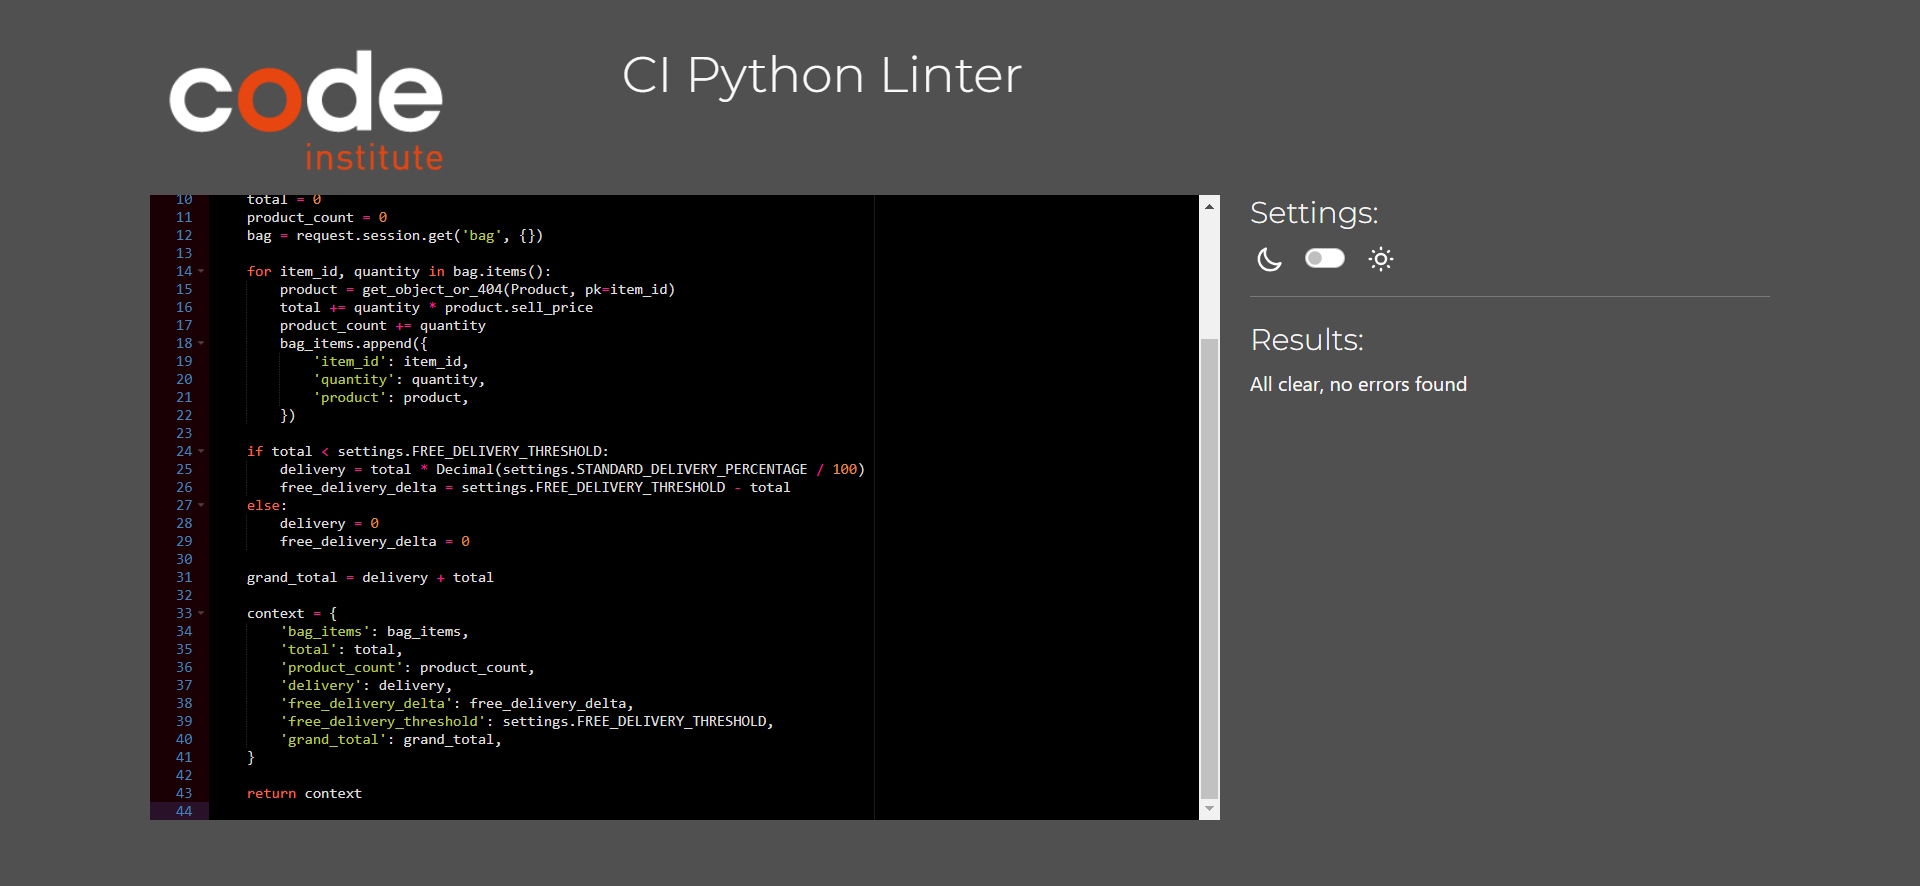 code
institute
CI Python Linter
10 total = 0
11 product_count = 0
12 bag = request.session.get('bag', {})
13
14 for item_id, quantity in bag.items():
15 product = get_object_or_404(Product, pk=item_id)
16 total += quantity * product.sell_price
17 product_count += quantity
18 bag_items.append({
19 'item_id': item_id,
20 'quantity': quantity,
21 'product': product,
22 })
23
24 if total < settings.FREE_DELIVERY_THRESHOLD:
25 delivery = total * Decimal(settings.STANDARD_DELIVERY_PERCENTAGE / 100)
26 free_delivery_delta = settings.FREE_DELIVERY_THRESHOLD - total
27 else:
28 delivery = 0
29 free_delivery_delta = 0
30
31 grand_total = delivery + total
32
33 context = {
34 'bag_items': bag_items,
35 'total': total,
36 'product_count': product_count,
37 'delivery': delivery,
38 'free_delivery_delta': free_delivery_delta,
39 'free_delivery_threshold': settings.FREE_DELIVERY_THRESHOLD,
40 'grand_total': grand_total,
41 }
42
43 return context
44
Settings:
Results:
All clear, no errors found